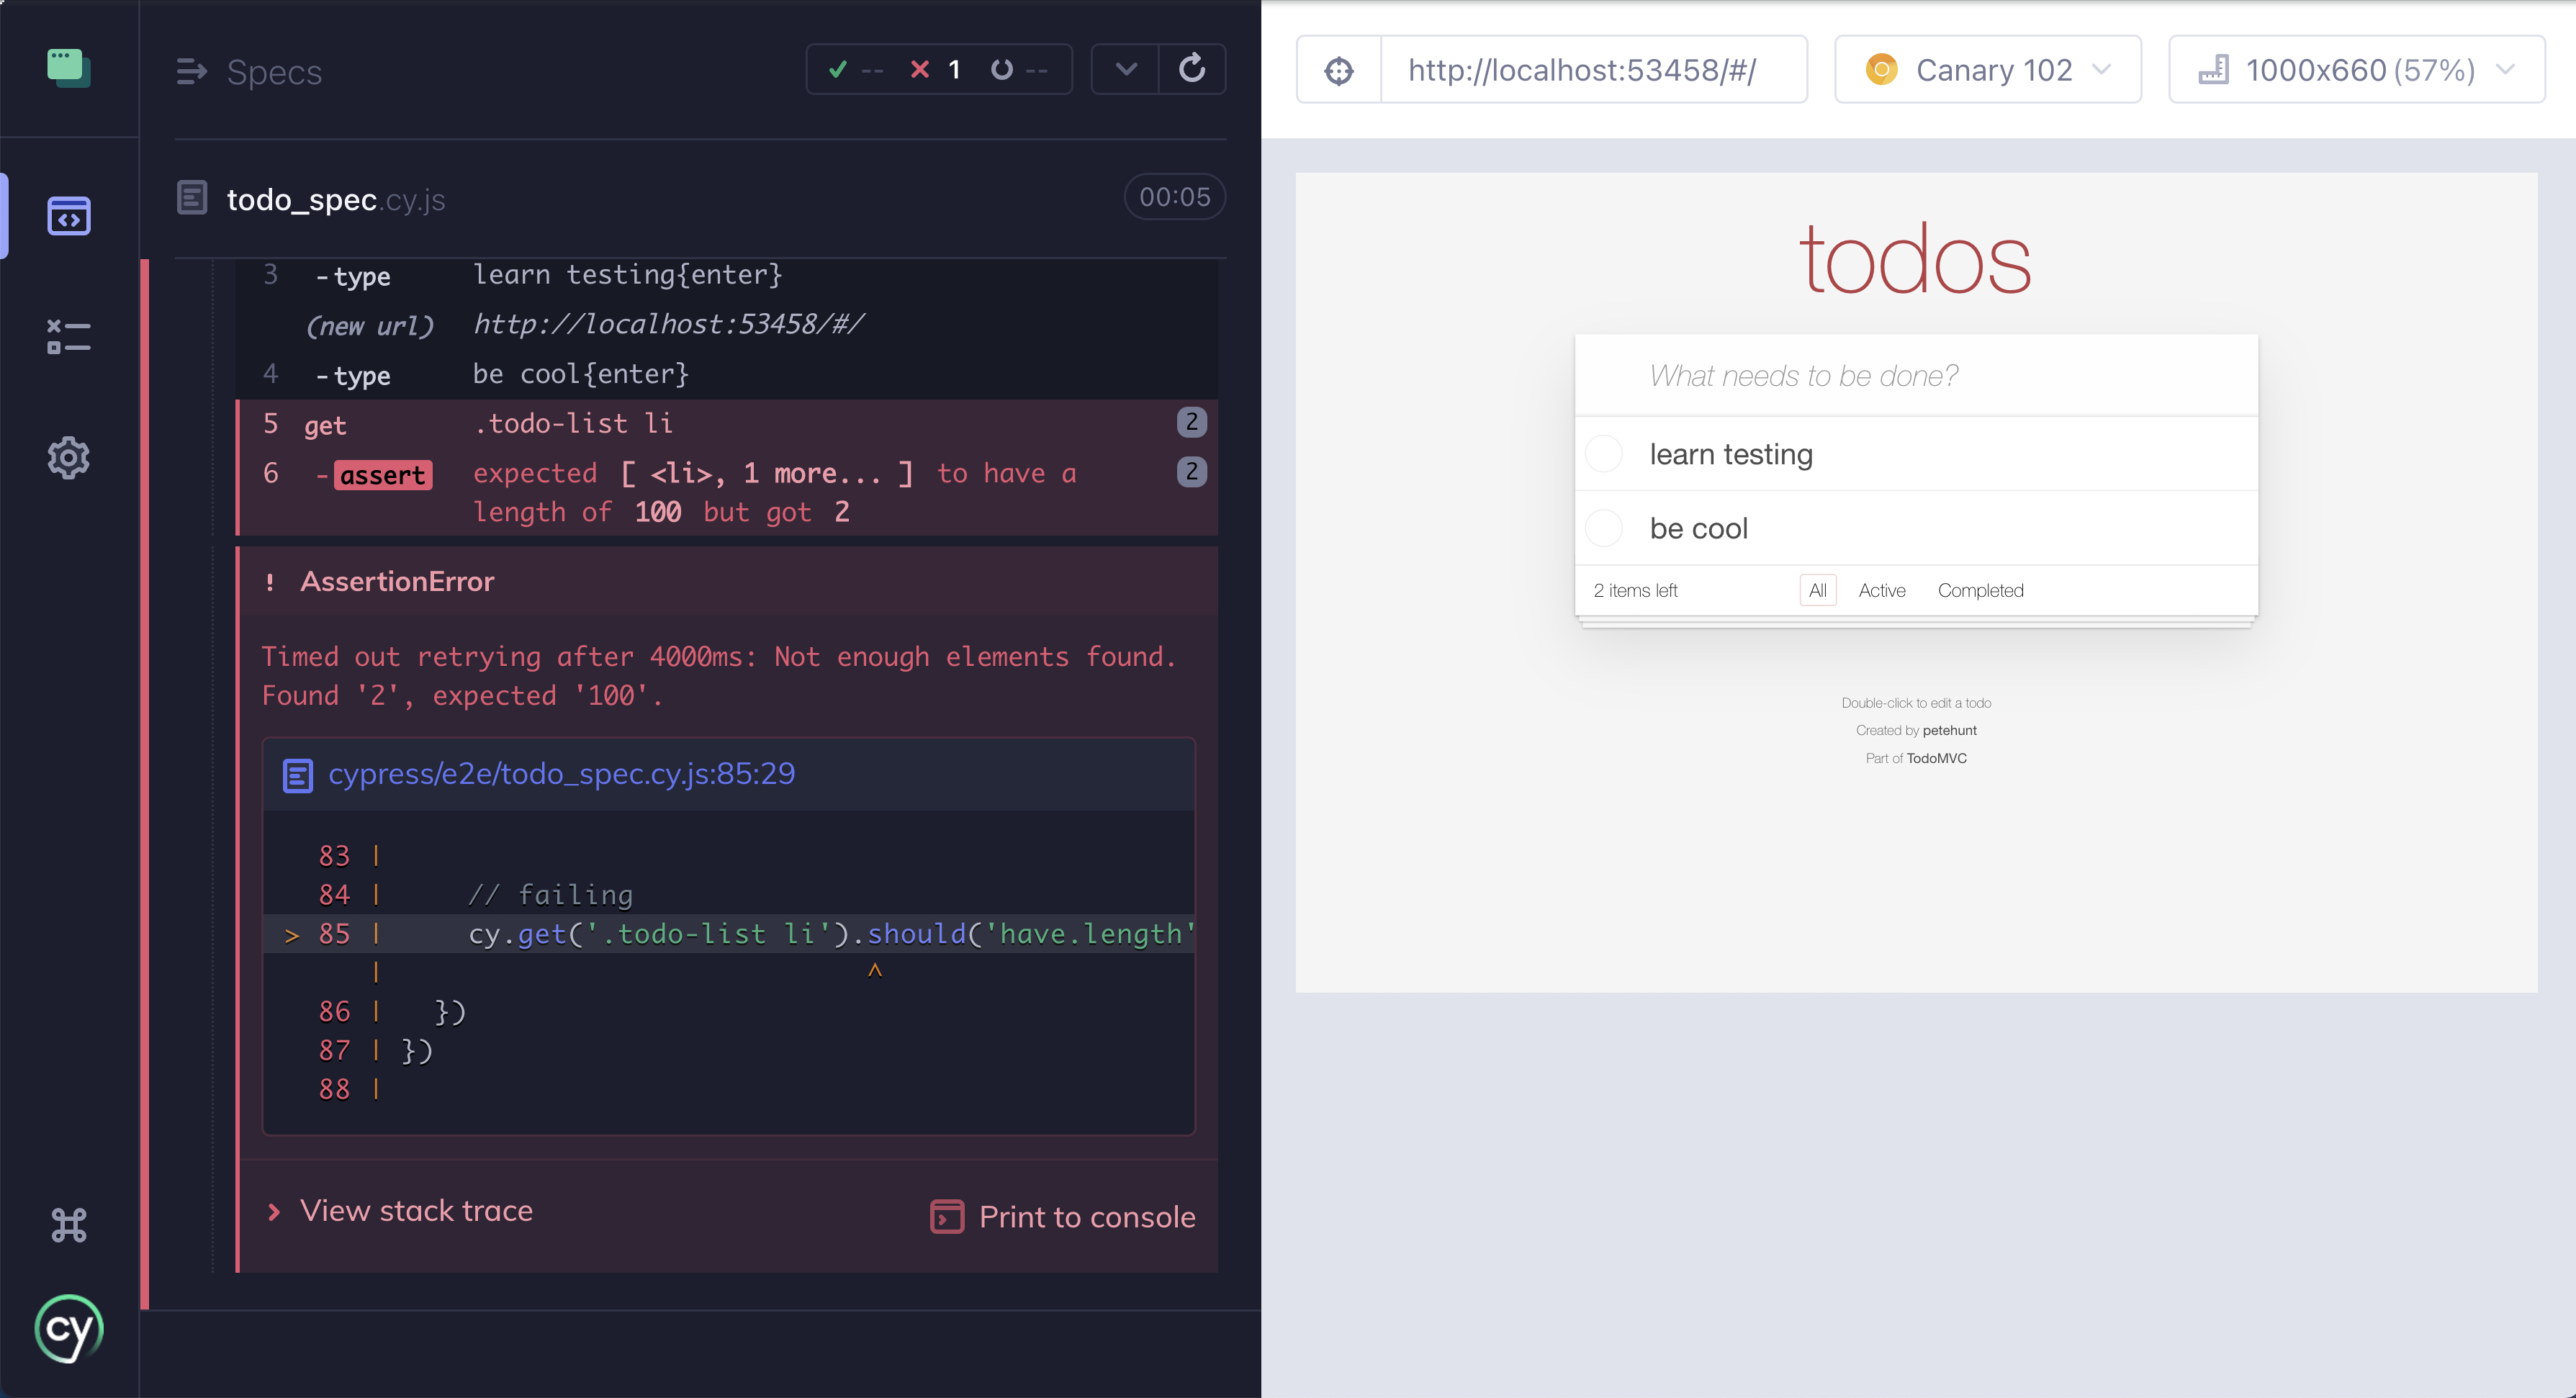 Specs
-- 1 --
todo_spec.cy.js
00:05
3 -type learn testing{enter}
(new url) http://localhost:53458/#/
4 -type be cool{enter}
5 get .todo-list li 2
6 -assert expected [ <li>, 1 more... ] to have a 2
length of 100 but got 2
! AssertionError
Timed out retrying after 4000ms: Not enough elements found.
Found '2', expected '100'.
cypress/e2e/todo_spec.cy.js:85:29
83 |
84 | // failing
> 85 | cy.get('.todo-list li').should('have.length'
| ^
86 | })
87 | })
88 |
View stack trace
Print to console
cy
http://localhost:53458/#/
Canary 102
1000x660 (57%)
todos
What needs to be done?
learn testing
be cool
2 items left All Active Completed
Double-click to edit a todo
Created by petehunt
Part of TodoMVC